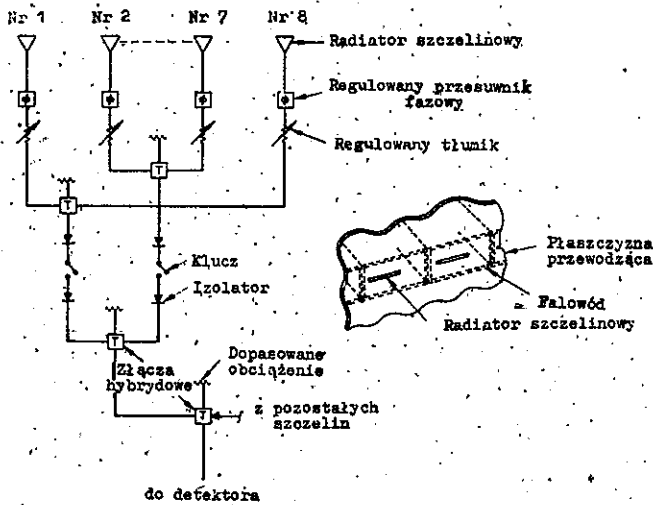 Nr 1
Nr 2
Nr 7
Nr 8
Radiator szczelinowy
ϕ
ϕ
ϕ
ϕ
Regulowany przesuwnik
fazowy
Regulowany tłumik
T
T
Klucz
Izolator
Płaszczyzna
przewodząca
Falowód
Radiator szczelinowy
T
Złącza
hybrydowe
Dopasowane
obciążenie
T
z pozostałych
szczelin
do detektora